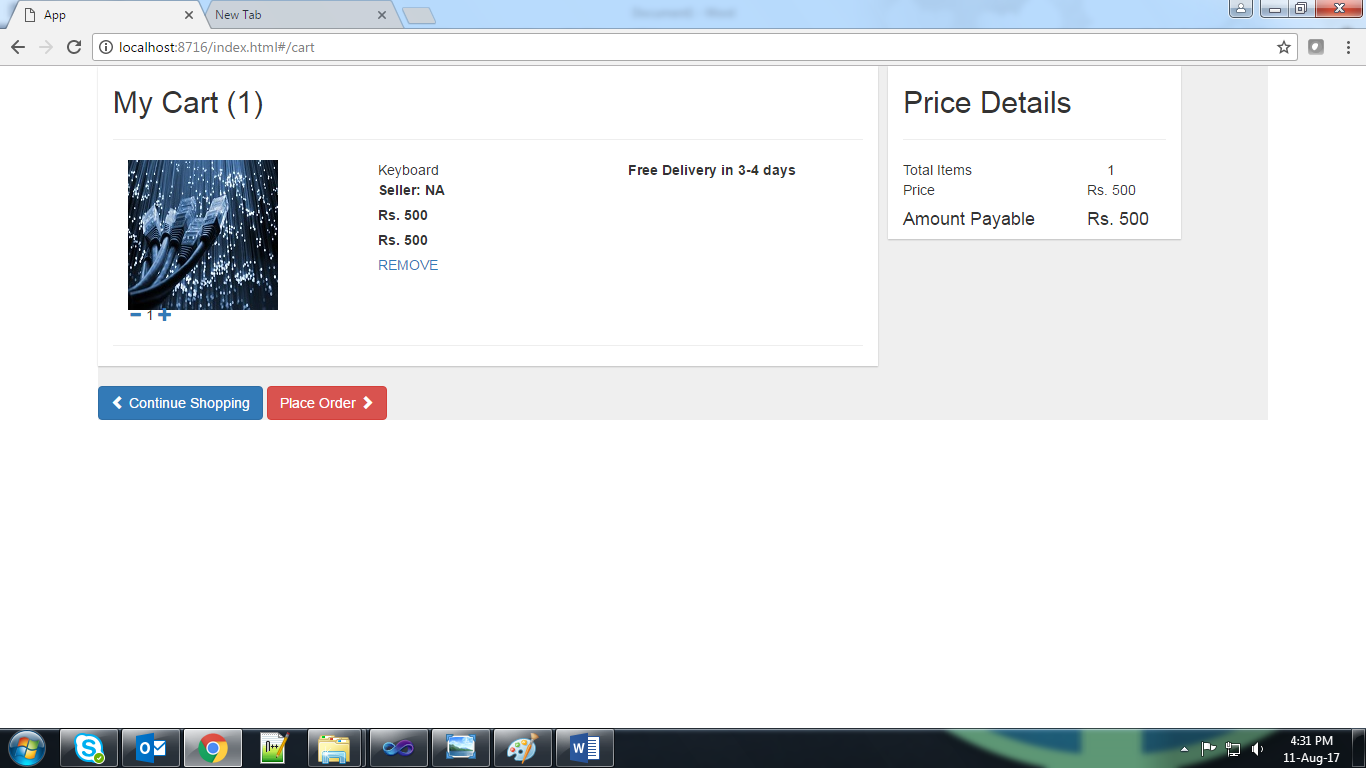 App
New Tab
localhost:8716/index.html#/cart
My Cart (1)
Keyboard
Seller: NA
Rs. 500
Rs. 500
REMOVE
Free Delivery in 3-4 days
1
Price Details
Total Items 1
Price Rs. 500
Amount Payable Rs. 500
Continue Shopping
Place Order
4:31 PM
11-Aug-17